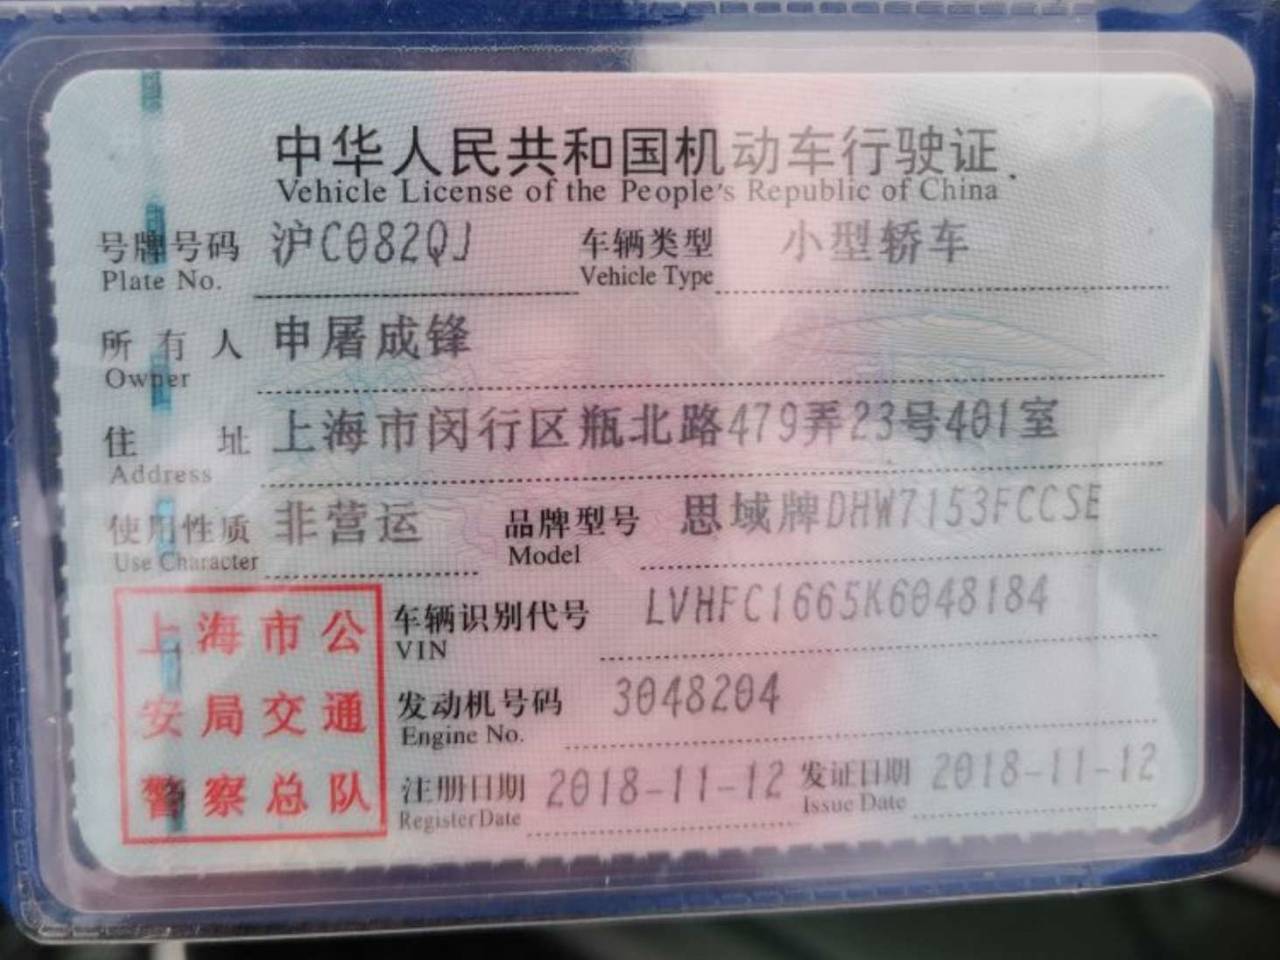 中华人民共和国机动车行驶证
Vehicle License of the People's Republic of China
号牌号码 沪C082QJ 车辆类型 小型轿车
Plate No. Vehicle Type
所有人 申屠成锋
Owner
住址 上海市闵行区瓶北路479弄23号401室
Address
使用性质 非营运 品牌型号 思域牌DHW7153FCCSE
Use Character Model
上海市公
安局交通
警察总队
车辆识别代号 LVHFC1665K6048184
VIN
发动机号码 3048204
Engine No.
注册日期 2018-11-12 发证日期 2018-11-12
Register Date Issue Date